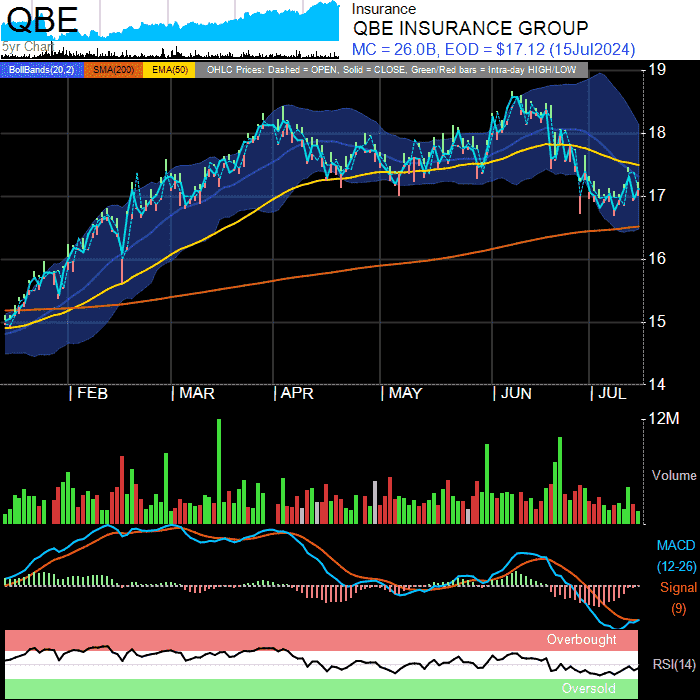 QBE
5yr Chart
Insurance
QBE INSURANCE GROUP
MC = 26.0B, EOD = $17.12 (15Jul2024)
BollBands(20,2) SMA(200) EMA(50) OHLC Prices: Dashed = OPEN, Solid = CLOSE, Green/Red bars = Intra-day HIGH/LOW
19
18
17
16
15
14
| FEB | MAR | APR | MAY | JUN | JUL
12M
Volume
MACD
(12-26)
Signal
(9)
Overbought
RSI(14)
Oversold